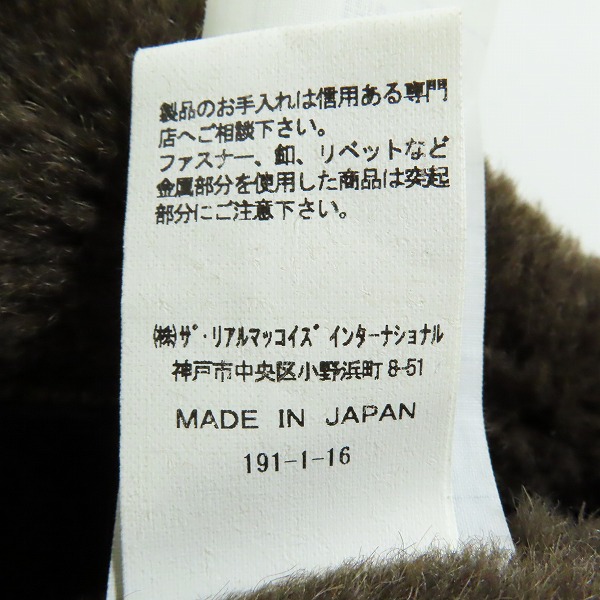 製品のお手入れは信用ある専門
店へご相談下さい。
ファスナー、釦、リベットなど
金属部分を使用した商品は突起
部分にご注意下さい。
㈱ｻﾞ･ﾘｱﾙﾏｯｺｲｽﾞ ｲﾝﾀｰﾅｼｮﾅﾙ
神戸市中央区小野浜町8-51
MADE IN JAPAN
191-1-16